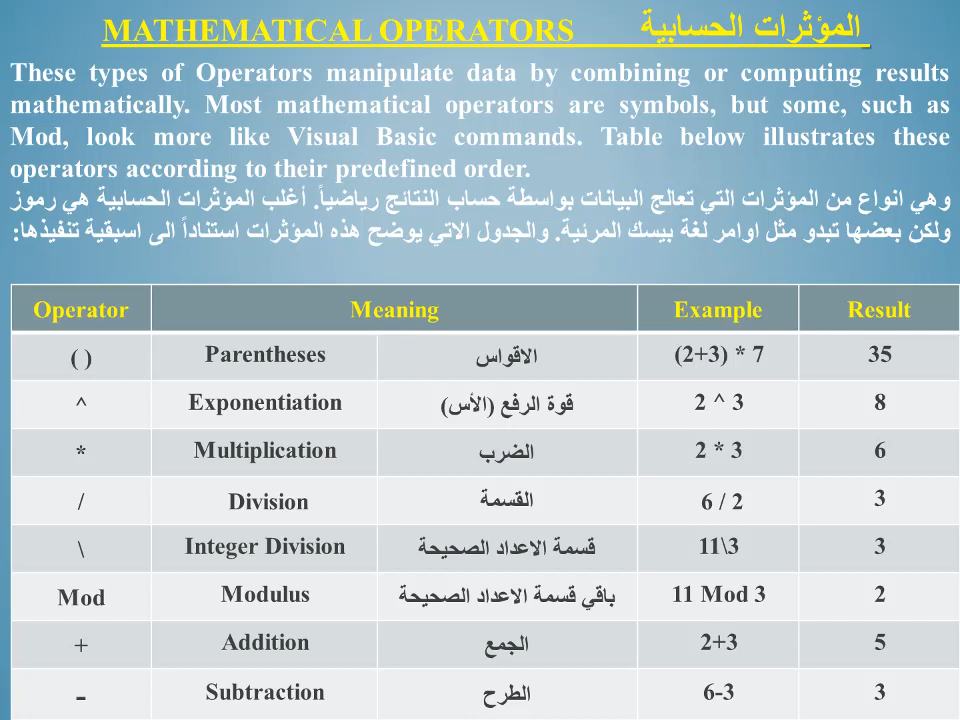 MATHEMATICAL OPERATORS المؤثرات الحسابية
These types of Operators manipulate data by combining or computing results
mathematically. Most mathematical operators are symbols, but some, such as
Mod, look more like Visual Basic commands. Table below illustrates these
operators according to their predefined order.
وهي انواع من المؤثرات التي تعالج البيانات بواسطة حساب النتائج رياضياً. أغلب المؤثرات الحسابية هي رموز
ولكن بعضها تبدو مثل اوامر لغة بيسك المرئية. والجدول الاتي يوضح هذه المؤثرات استناداً الى اسبقية تنفيذها:
Operator Meaning Example Result
( ) Parentheses الاقواس (2+3) * 7 35
^ Exponentiation قوة الرفع (الأس) 2 ^ 3 8
* Multiplication الضرب 2 * 3 6
/ Division القسمة 6 / 2 3
\ Integer Division قسمة الاعداد الصحيحة 11\3 3
Mod Modulus باقي قسمة الاعداد الصحيحة 11 Mod 3 2
+ Addition الجمع 2+3 5
- Subtraction الطرح 6-3 3